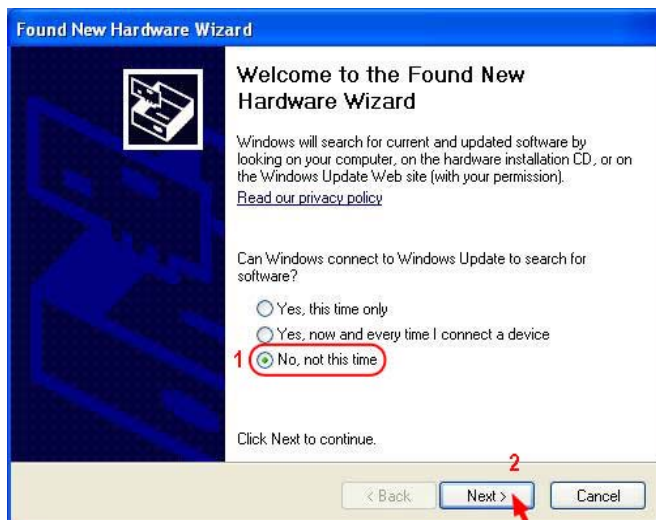 Found New Hardware Wizard
Welcome to the Found New
Hardware Wizard
Windows will search for current and updated software by
looking on your computer, on the hardware installation CD, or on
the Windows Update Web site (with your permission).
Read our privacy policy
Can Windows connect to Windows Update to search for
software?
Yes, this time only
Yes, now and every time I connect a device
1 No, not this time
Click Next to continue.
2
< Back Next > Cancel